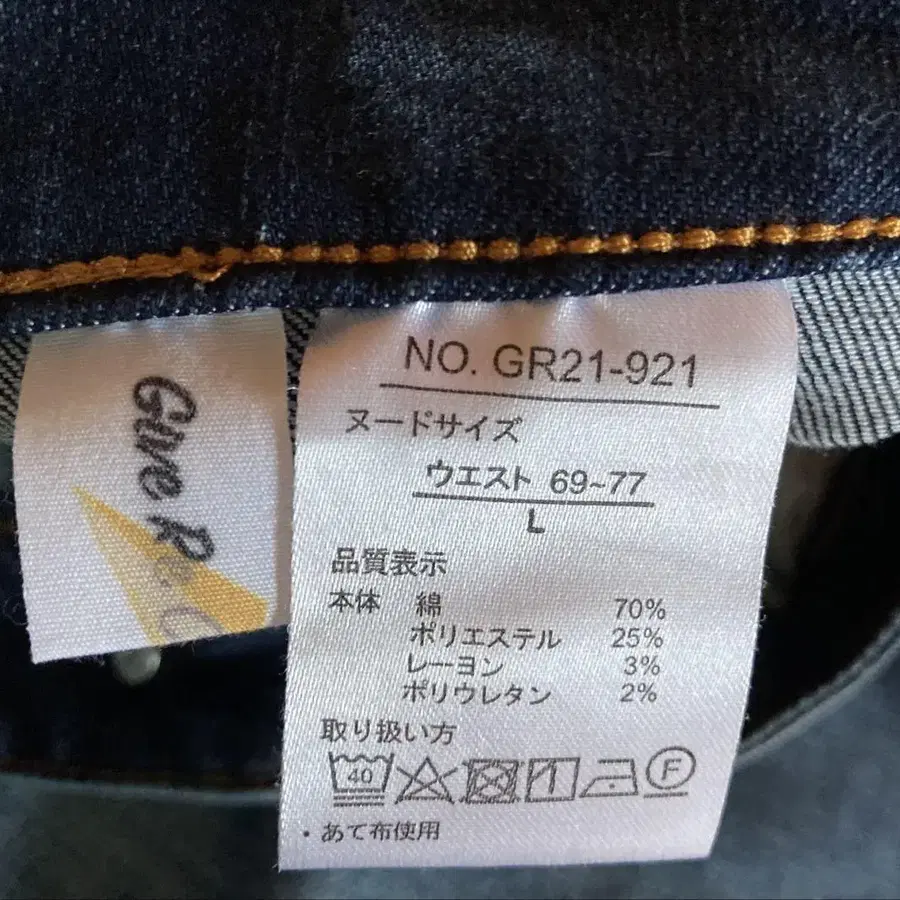 Give
NO. GR21-921
ヌードサイズ
ウエスト 69~77
L
品質表示
本体 綿 70%
ポリエステル 25%
レーヨン 3%
ポリウレタン 2%
取り扱い方
40 F
・あて布使用